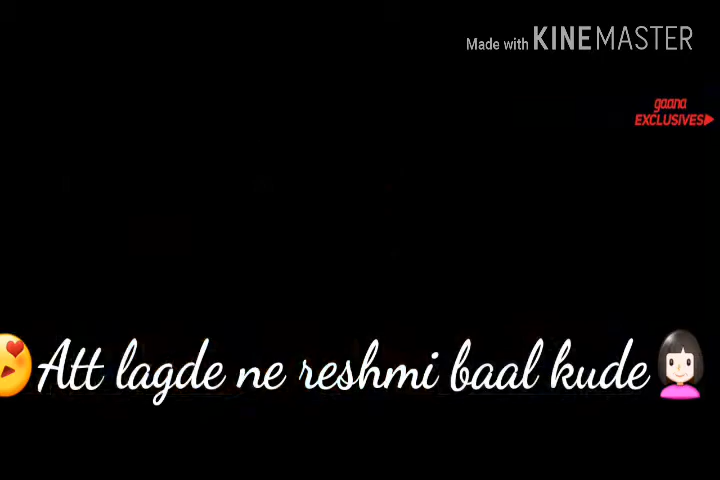 Made with KINEMASTER
gaana
EXCLUSIVES
Att lagde ne reshmi baal kude